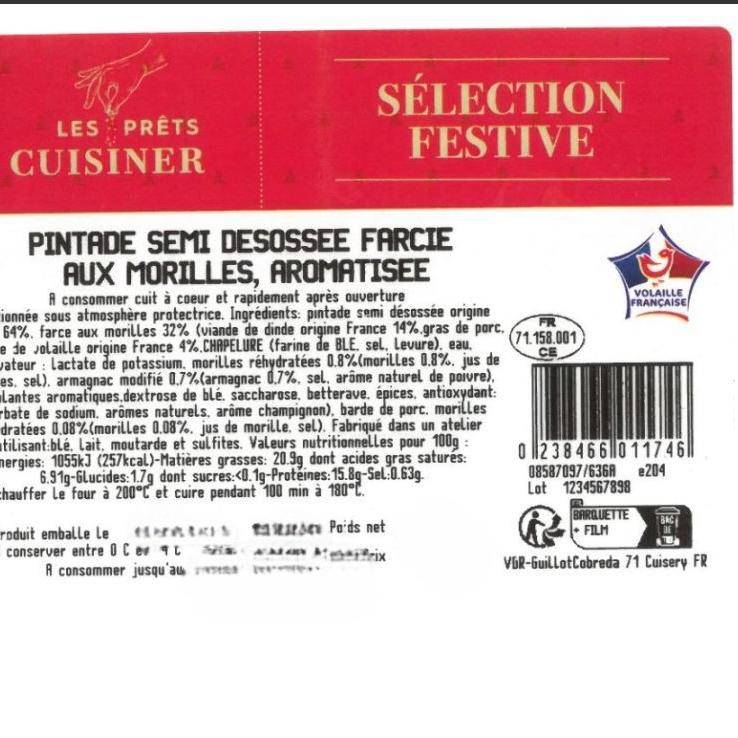 LES PRÊTS
CUISINER
SÉLECTION
FESTIVE
PINTADE SEMI DESOSSEE FARCIE
AUX MORILLES, AROMATISEE
A consommer cuit à coeur et rapidement après ouverture
ionnée sous atmosphère protectrice. Ingrédients: pintade semi désossée origine
64%, farce aux morilles 32% (viande de dinde origine France 14%,gras de porc,
e de volaille origine France 4%,CHAPELURE (farine de BLE, sel, Levure), eau,
vateur : Lactate de potassium, morilles réhydratées 0.8%(morilles 0.8%, jus de
es, sel), armagnac modifié 0.7%(armagnac 0.7%, sel, arôme naturel de poivre),
lantes aromatiques,dextrose de blé, saccharose, betterave, épices, antioxydant:
rbate de sodium, arômes naturels, arôme champignon), barde de porc, morilles
dratées 0.08%(morilles 0.08%, jus de morille, sel). Fabriqué dans un atelier
utilisant:blé, lait, moutarde et sulfites. Valeurs nutritionnelles pour 100g :
nergies: 1055kJ (257kcal)-Matières grasses: 20.9g dont acides gras saturés:
6.91g-Glucides:1.7g dont sucres:<0.1g-Protéines:15.8g-Sel:0.63g.
chauffer le four à 200°C et cuire pendant 100 min à 180°C.
roduit emballe le Poids net
conserver entre 0 C
A consommer jusqu'au
VOLAILLE
FRANÇAISE
FR
71.158.001
CE
0 238466 011746
08587097/636A e204
Lot 1234567898
BARQUETTE
+ FILM
BAC
DE
VGR-GuilLotCobreda 71 Cuisery FR